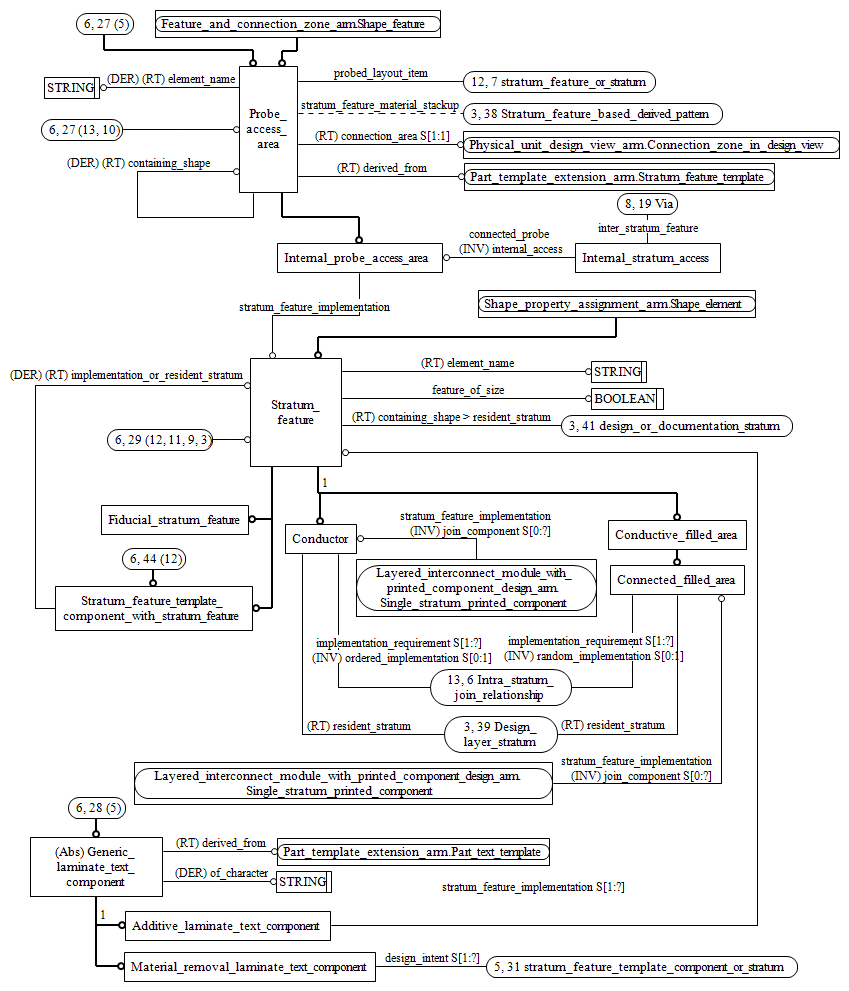 6, 27 (5)
Feature_and_connection_zone_arm.Shape_feature
STRING
(DER) (RT) element_name
probed_layout_item
12, 7 stratum_feature_or_stratum
Probe_
access_
area
stratum_feature_material_stackup
3, 38 Stratum_feature_based_derived_pattern
6, 27 (13, 10)
(RT) connection_area S[1:1]
Physical_unit_design_view_arm.Connection_zone_in_design_view
(DER) (RT) containing_shape
(RT) derived_from
Part_template_extension_arm.Stratum_feature_template
8, 19 Via
inter_stratum_feature
connected_probe
(INV) internal_access
Internal_probe_access_area
Internal_stratum_access
stratum_feature_implementation
Shape_property_assignment_arm.Shape_element
(DER) (RT) implementation_or_resident_stratum
(RT) element_name
STRING
feature_of_size
BOOLEAN
Stratum_
feature
(RT) containing_shape > resident_stratum
3, 41 design_or_documentation_stratum
6, 29 (12, 11, 9, 3)
1
Fiducial_stratum_feature
stratum_feature_implementation
(INV) join_component S[0:?]
Conductor
Conductive_filled_area
6, 44 (12)
Layered_interconnect_module_with_
printed_component_design_arm.
Single_stratum_printed_component
Connected_filled_area
Stratum_feature_template_
component_with_stratum_feature
implementation_requirement S[1:?]
(INV) ordered_implementation S[0:1]
implementation_requirement S[1:?]
(INV) random_implementation S[0:1]
13, 6 Intra_stratum_
join_relationship
(RT) resident_stratum
3, 39 Design_
layer_stratum
(RT) resident_stratum
stratum_feature_implementation
(INV) join_component S[0:?]
Layered_interconnect_module_with_printed_component_design_arm.
Single_stratum_printed_component
6, 28 (5)
(Abs) Generic_
laminate_text_
component
(RT) derived_from
Part_template_extension_arm.Part_text_template
(DER) of_character
STRING
stratum_feature_implementation S[1:?]
1
Additive_laminate_text_component
Material_removal_laminate_text_component
design_intent S[1:?]
5, 31 stratum_feature_template_component_or_stratum